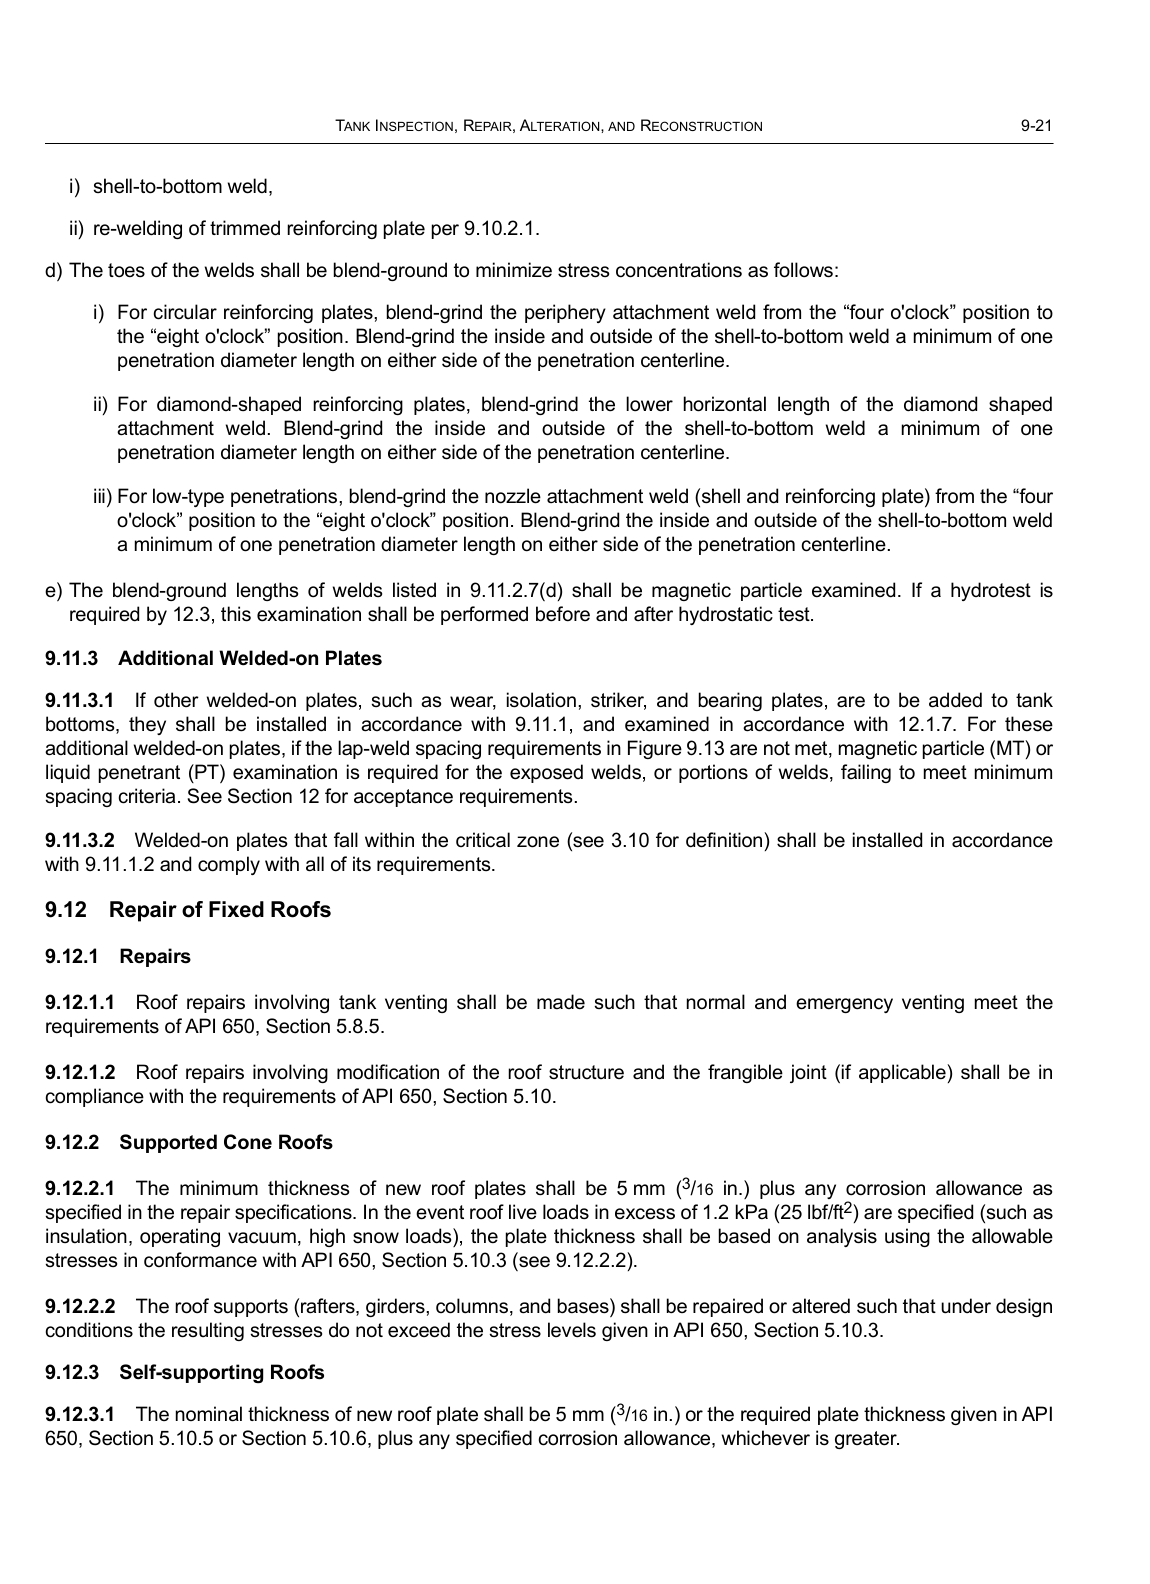 TANK INSPECTION, REPAIR, ALTERATION, AND RECONSTRUCTION 9-21
i) shell-to-bottom weld,
ii) re-welding of trimmed reinforcing plate per 9.10.2.1.
d) The toes of the welds shall be blend-ground to minimize stress concentrations as follows:
i) For circular reinforcing plates, blend-grind the periphery attachment weld from the “four o'clock” position to
the “eight o'clock” position. Blend-grind the inside and outside of the shell-to-bottom weld a minimum of one
penetration diameter length on either side of the penetration centerline.
ii) For diamond-shaped reinforcing plates, blend-grind the lower horizontal length of the diamond shaped
attachment weld. Blend-grind the inside and outside of the shell-to-bottom weld a minimum of one
penetration diameter length on either side of the penetration centerline.
iii) For low-type penetrations, blend-grind the nozzle attachment weld (shell and reinforcing plate) from the “four
o'clock” position to the “eight o'clock” position. Blend-grind the inside and outside of the shell-to-bottom weld
a minimum of one penetration diameter length on either side of the penetration centerline.
e) The blend-ground lengths of welds listed in 9.11.2.7(d) shall be magnetic particle examined. If a hydrotest is
required by 12.3, this examination shall be performed before and after hydrostatic test.
9.11.3 Additional Welded-on Plates
9.11.3.1 If other welded-on plates, such as wear, isolation, striker, and bearing plates, are to be added to tank
bottoms, they shall be installed in accordance with 9.11.1, and examined in accordance with 12.1.7. For these
additional welded-on plates, if the lap-weld spacing requirements in Figure 9.13 are not met, magnetic particle (MT) or
liquid penetrant (PT) examination is required for the exposed welds, or portions of welds, failing to meet minimum
spacing criteria. See Section 12 for acceptance requirements.
9.11.3.2 Welded-on plates that fall within the critical zone (see 3.10 for definition) shall be installed in accordance
with 9.11.1.2 and comply with all of its requirements.
9.12 Repair of Fixed Roofs
9.12.1 Repairs
9.12.1.1 Roof repairs involving tank venting shall be made such that normal and emergency venting meet the
requirements of API 650, Section 5.8.5.
9.12.1.2 Roof repairs involving modification of the roof structure and the frangible joint (if applicable) shall be in
compliance with the requirements of API 650, Section 5.10.
9.12.2 Supported Cone Roofs
9.12.2.1 The minimum thickness of new roof plates shall be 5 mm (3/16 in.) plus any corrosion allowance as
specified in the repair specifications. In the event roof live loads in excess of 1.2 kPa (25 lbf/ft2) are specified (such as
insulation, operating vacuum, high snow loads), the plate thickness shall be based on analysis using the allowable
stresses in conformance with API 650, Section 5.10.3 (see 9.12.2.2).
9.12.2.2 The roof supports (rafters, girders, columns, and bases) shall be repaired or altered such that under design
conditions the resulting stresses do not exceed the stress levels given in API 650, Section 5.10.3.
9.12.3 Self-supporting Roofs
9.12.3.1 The nominal thickness of new roof plate shall be 5 mm (3/16 in.) or the required plate thickness given in API
650, Section 5.10.5 or Section 5.10.6, plus any specified corrosion allowance, whichever is greater.